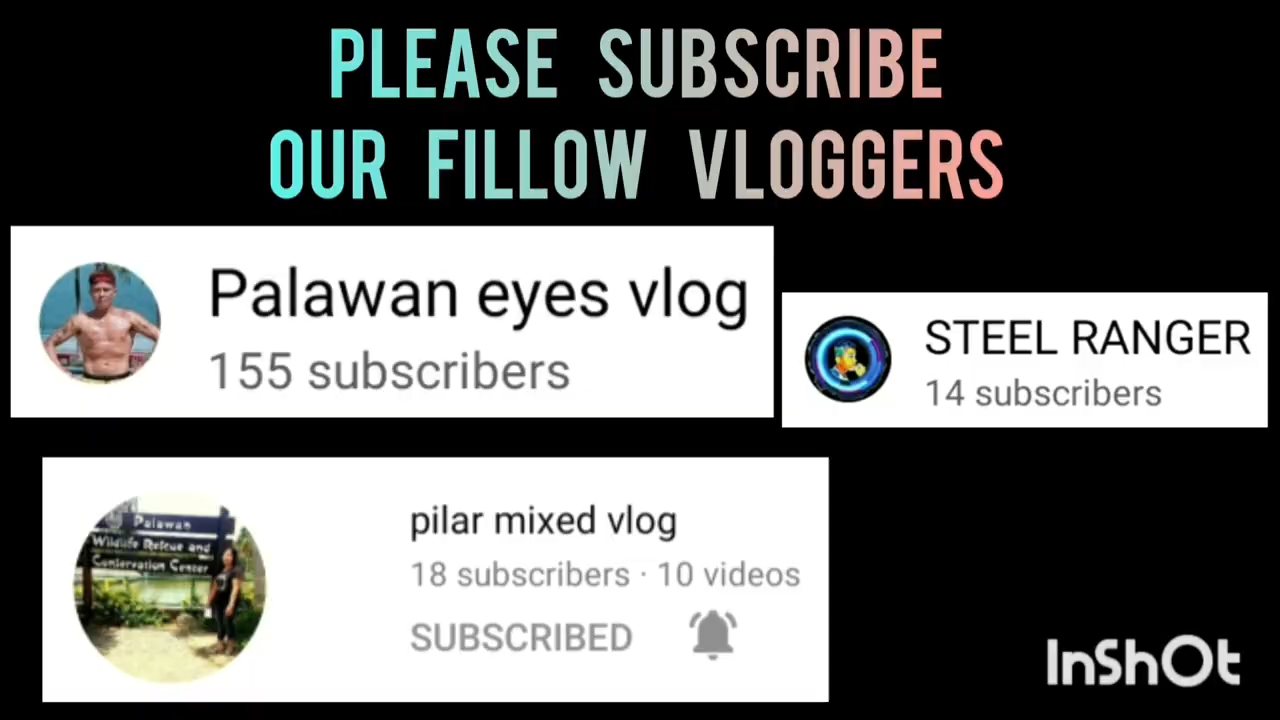 PLEASE SUBSCRIBE
OUR FILLOW VLOGGERS
Palawan eyes vlog
155 subscribers
STEEL RANGER
14 subscribers
Palawan
Wildlife Rescue and
Conservation Center
pilar mixed vlog
18 subscribers · 10 videos
SUBSCRIBED
InShOt